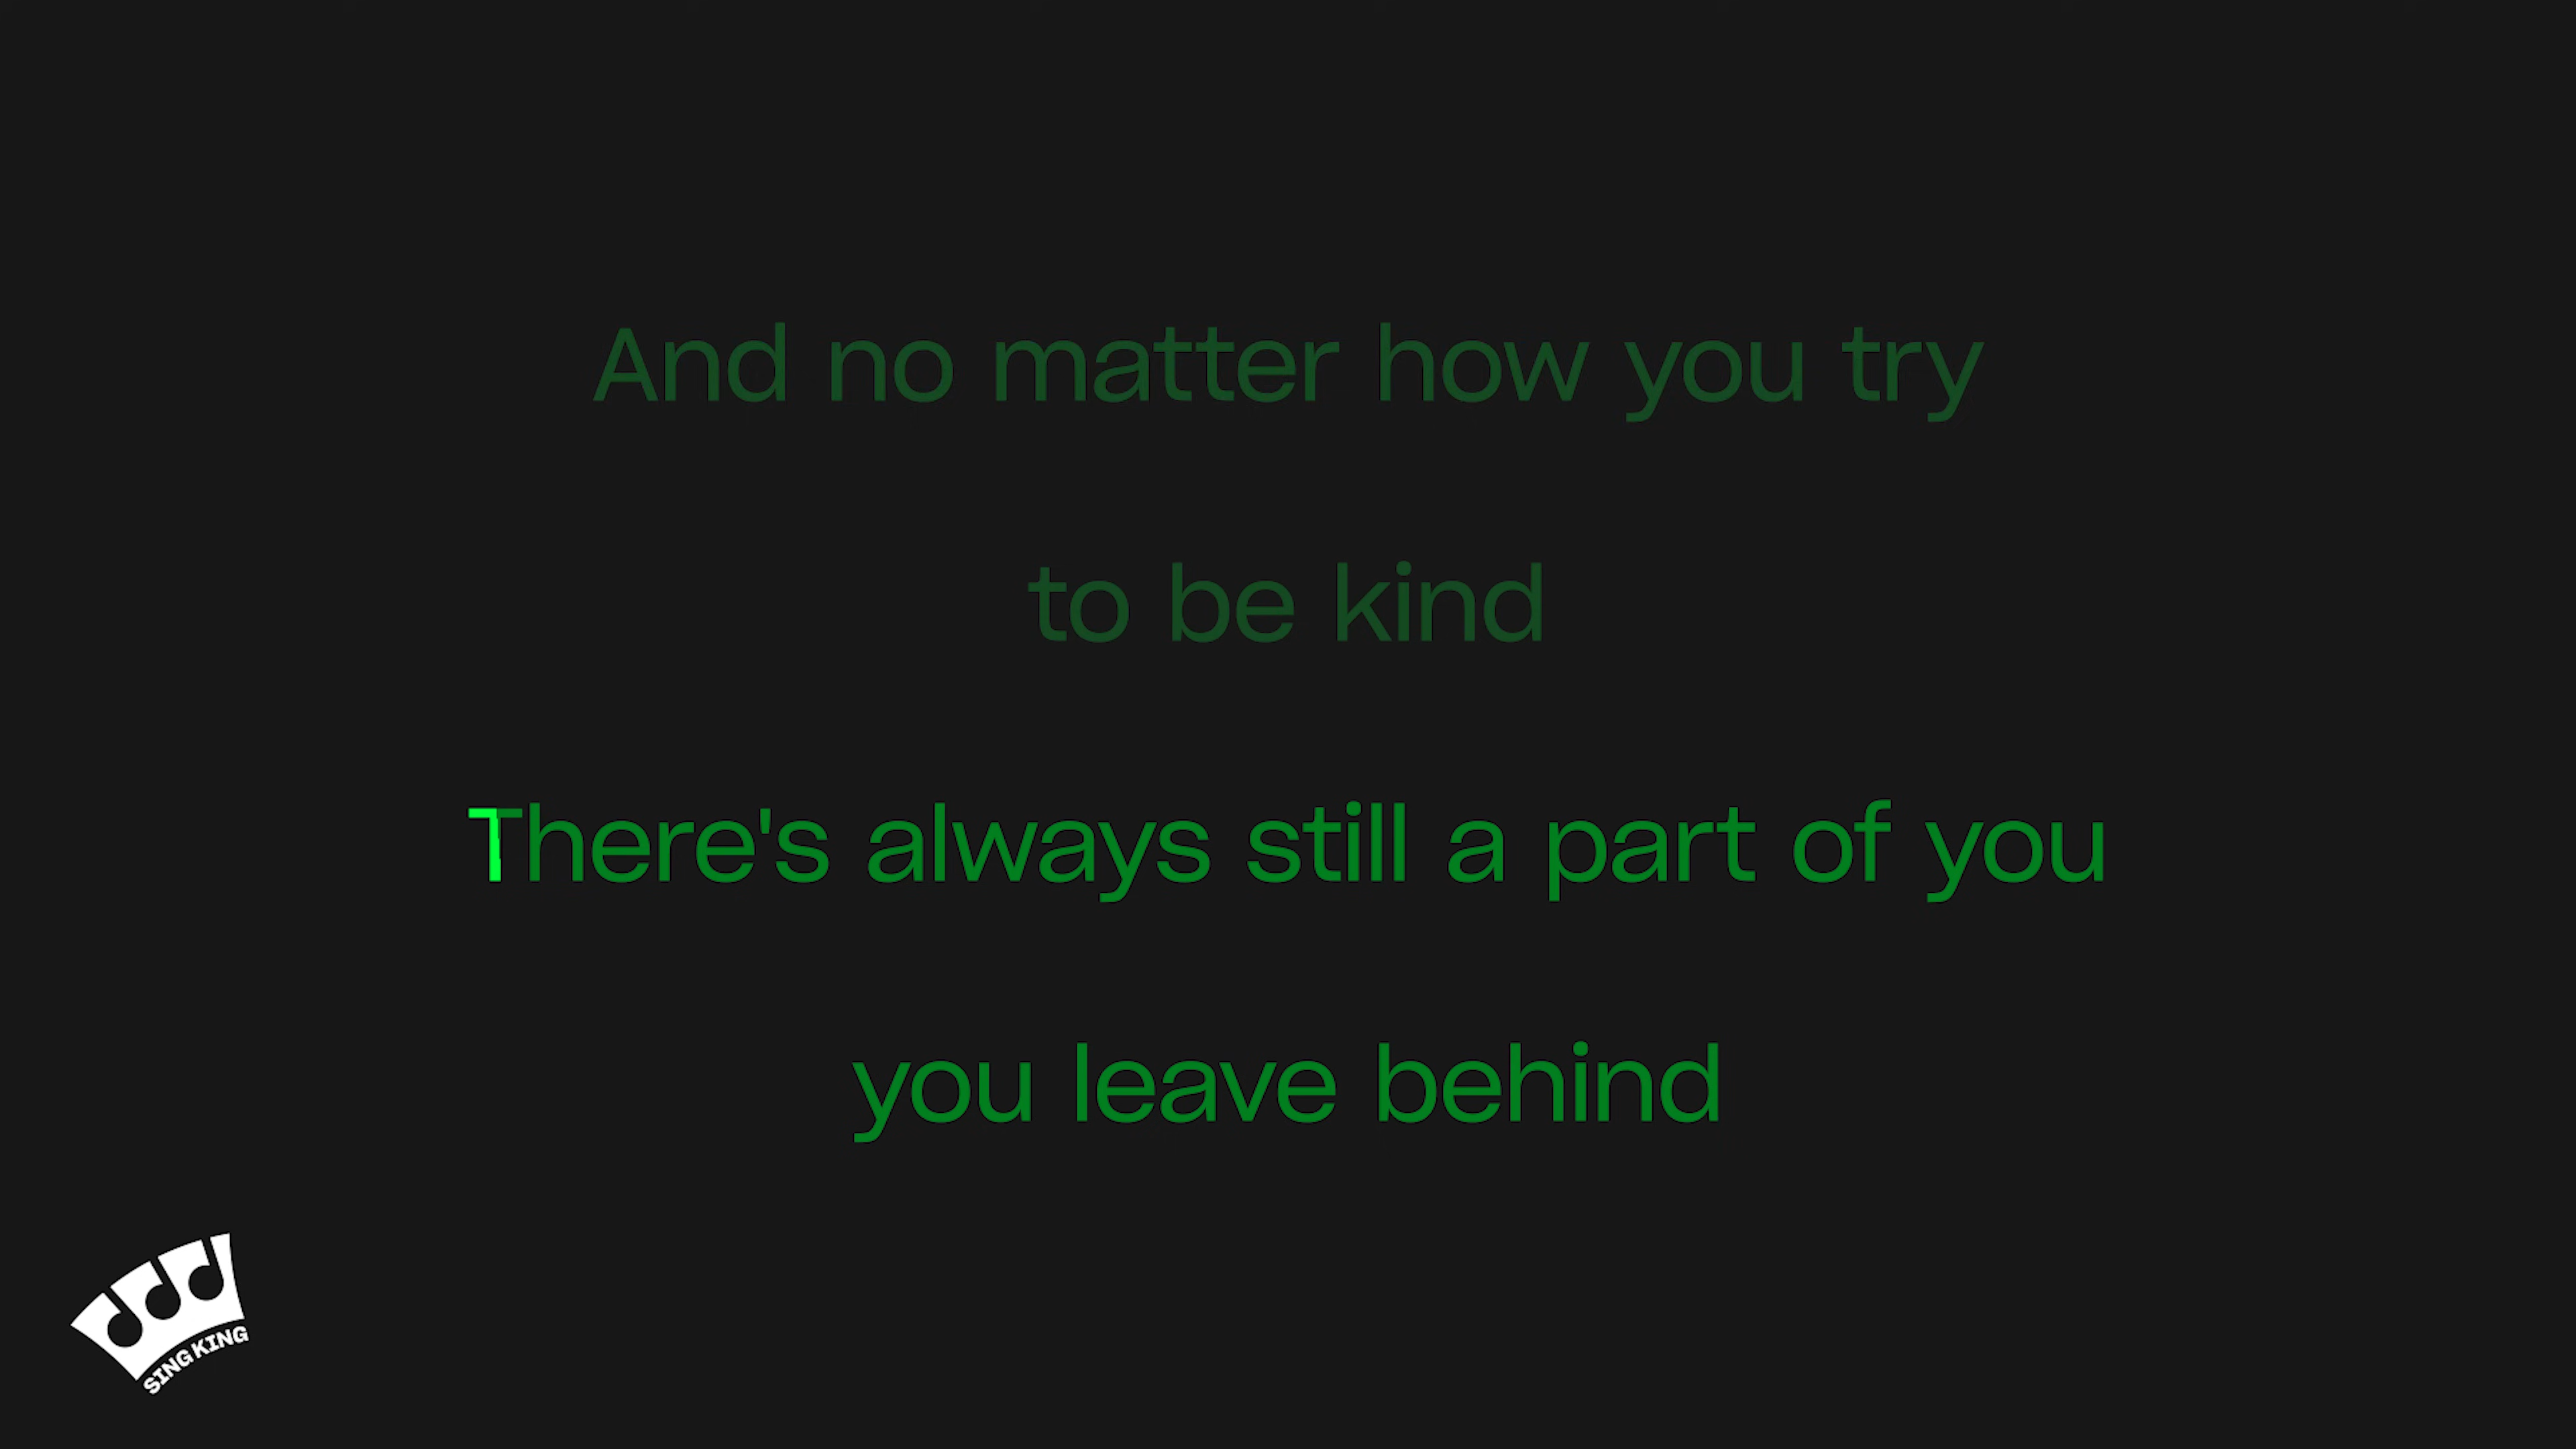 And no matter how you try
to be kind
There's always still a part of you
you leave behind
SING KING